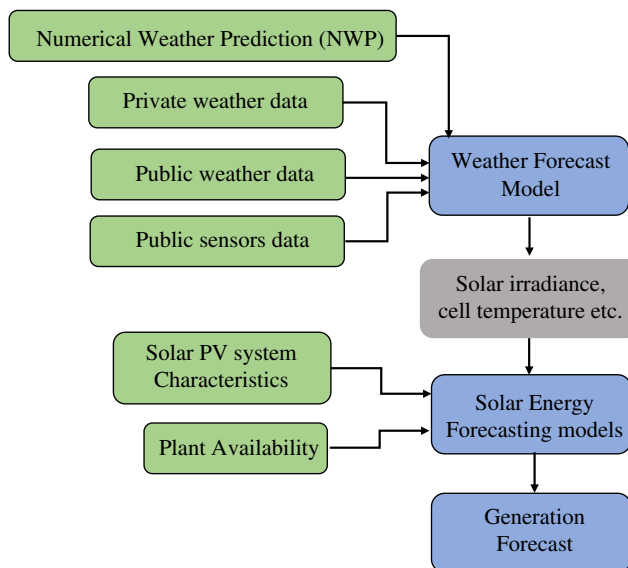 Numerical Weather Prediction (NWP)
Private weather data
Public weather data
Public sensors data
Weather Forecast
Model
Solar irradiance,
cell temperature etc.
Solar PV system
Characteristics
Plant Availability
Solar Energy
Forecasting models
Generation
Forecast